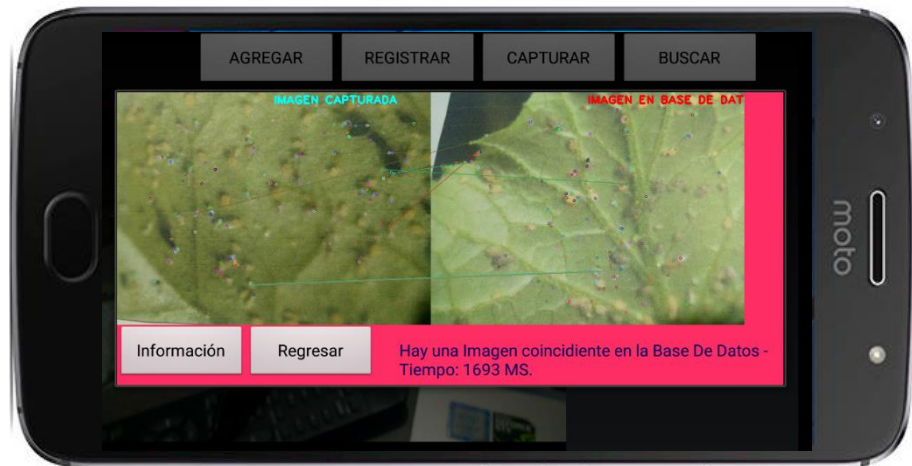 AGREGAR REGISTRAR CAPTURAR BUSCAR
IMAGEN CAPTURADA IMAGEN EN BASE DE DAT
Información Regresar Hay una Imagen coincidiente en la Base De Datos -
Tiempo: 1693 MS.
moto